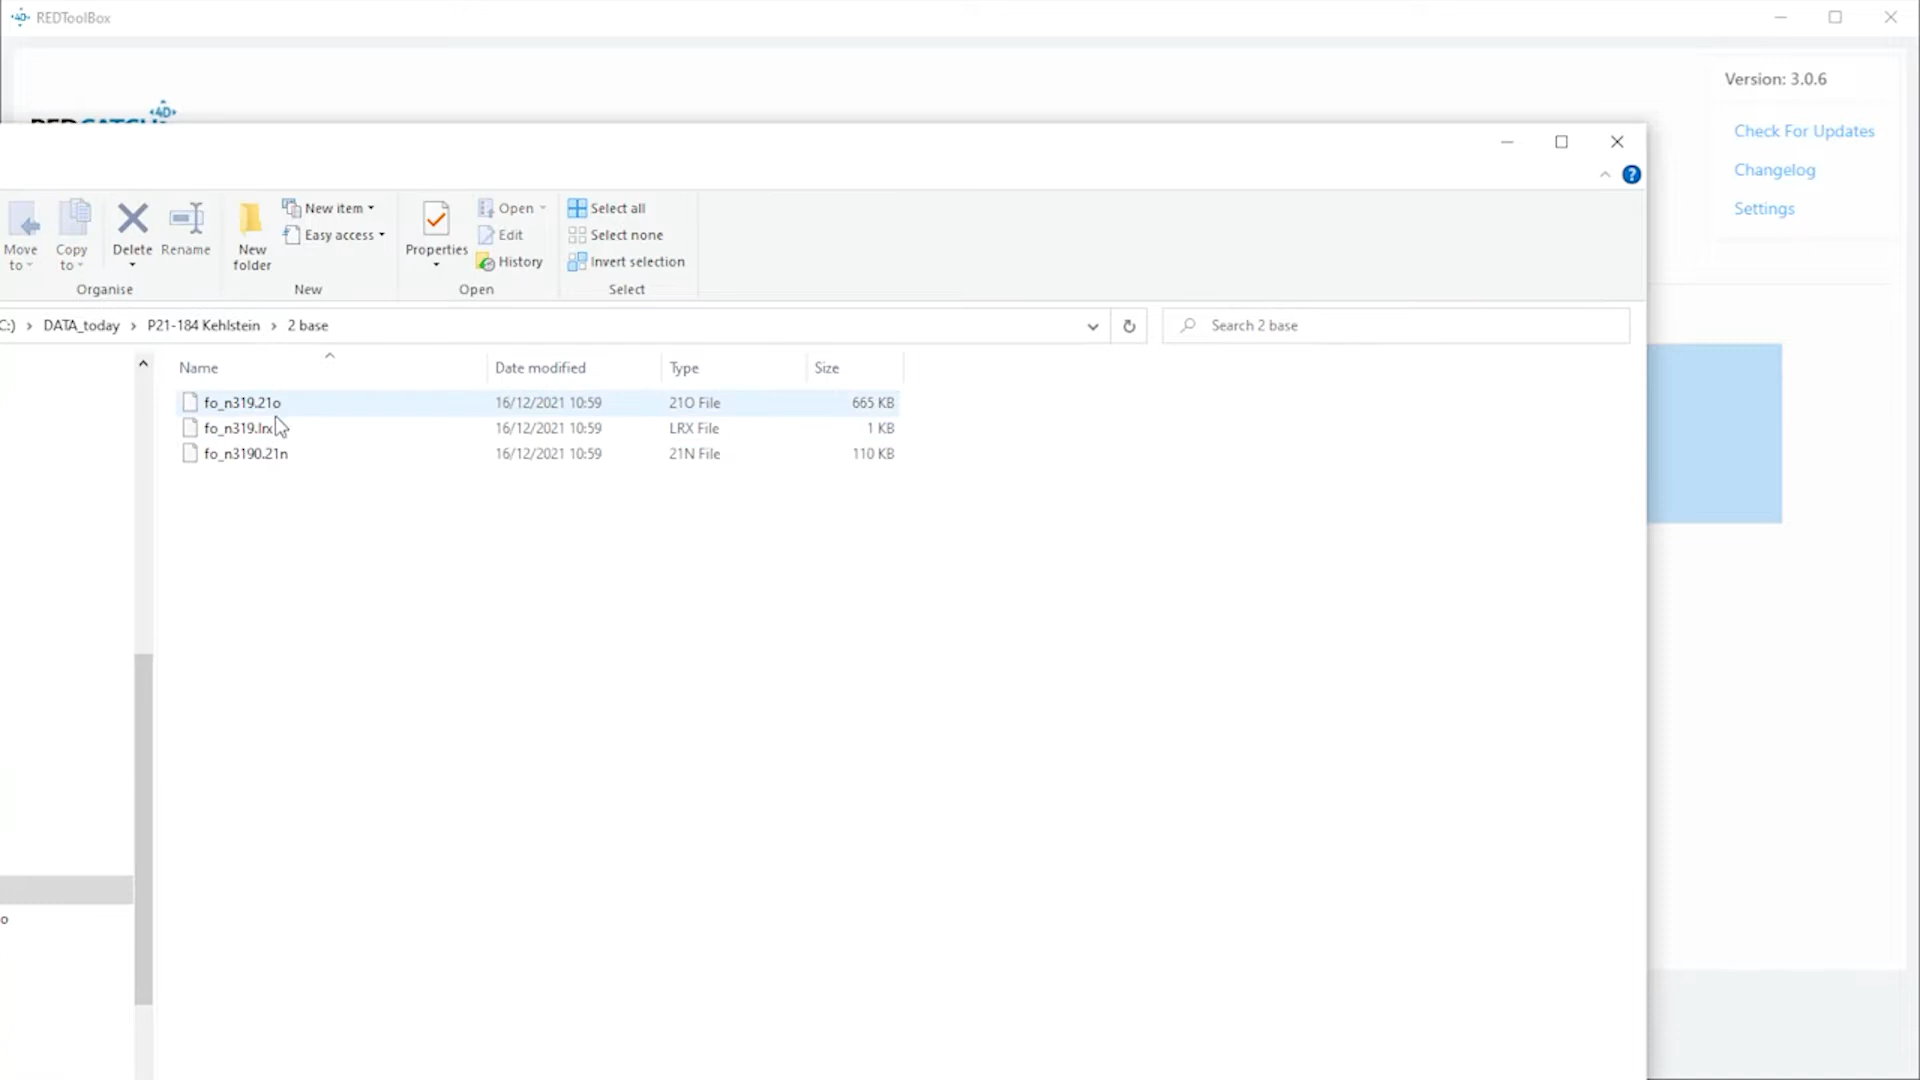 REDToolBox
Version: 3.0.6
Check For Updates
Changelog
Settings
REDCATCH
4D
Move to
Copy to
Delete
Rename
New folder
New item
Easy access
Properties
Open
Edit
History
Select all
Select none
Invert selection
Organise
New
Open
Select
C:) › DATA_today › P21-184 Kehlstein › 2 base
Search 2 base
Name Date modified Type Size
fo_n319.21o 16/12/2021 10:59 21O File 665 KB
fo_n319.lrx 16/12/2021 10:59 LRX File 1 KB
fo_n3190.21n 16/12/2021 10:59 21N File 110 KB
o